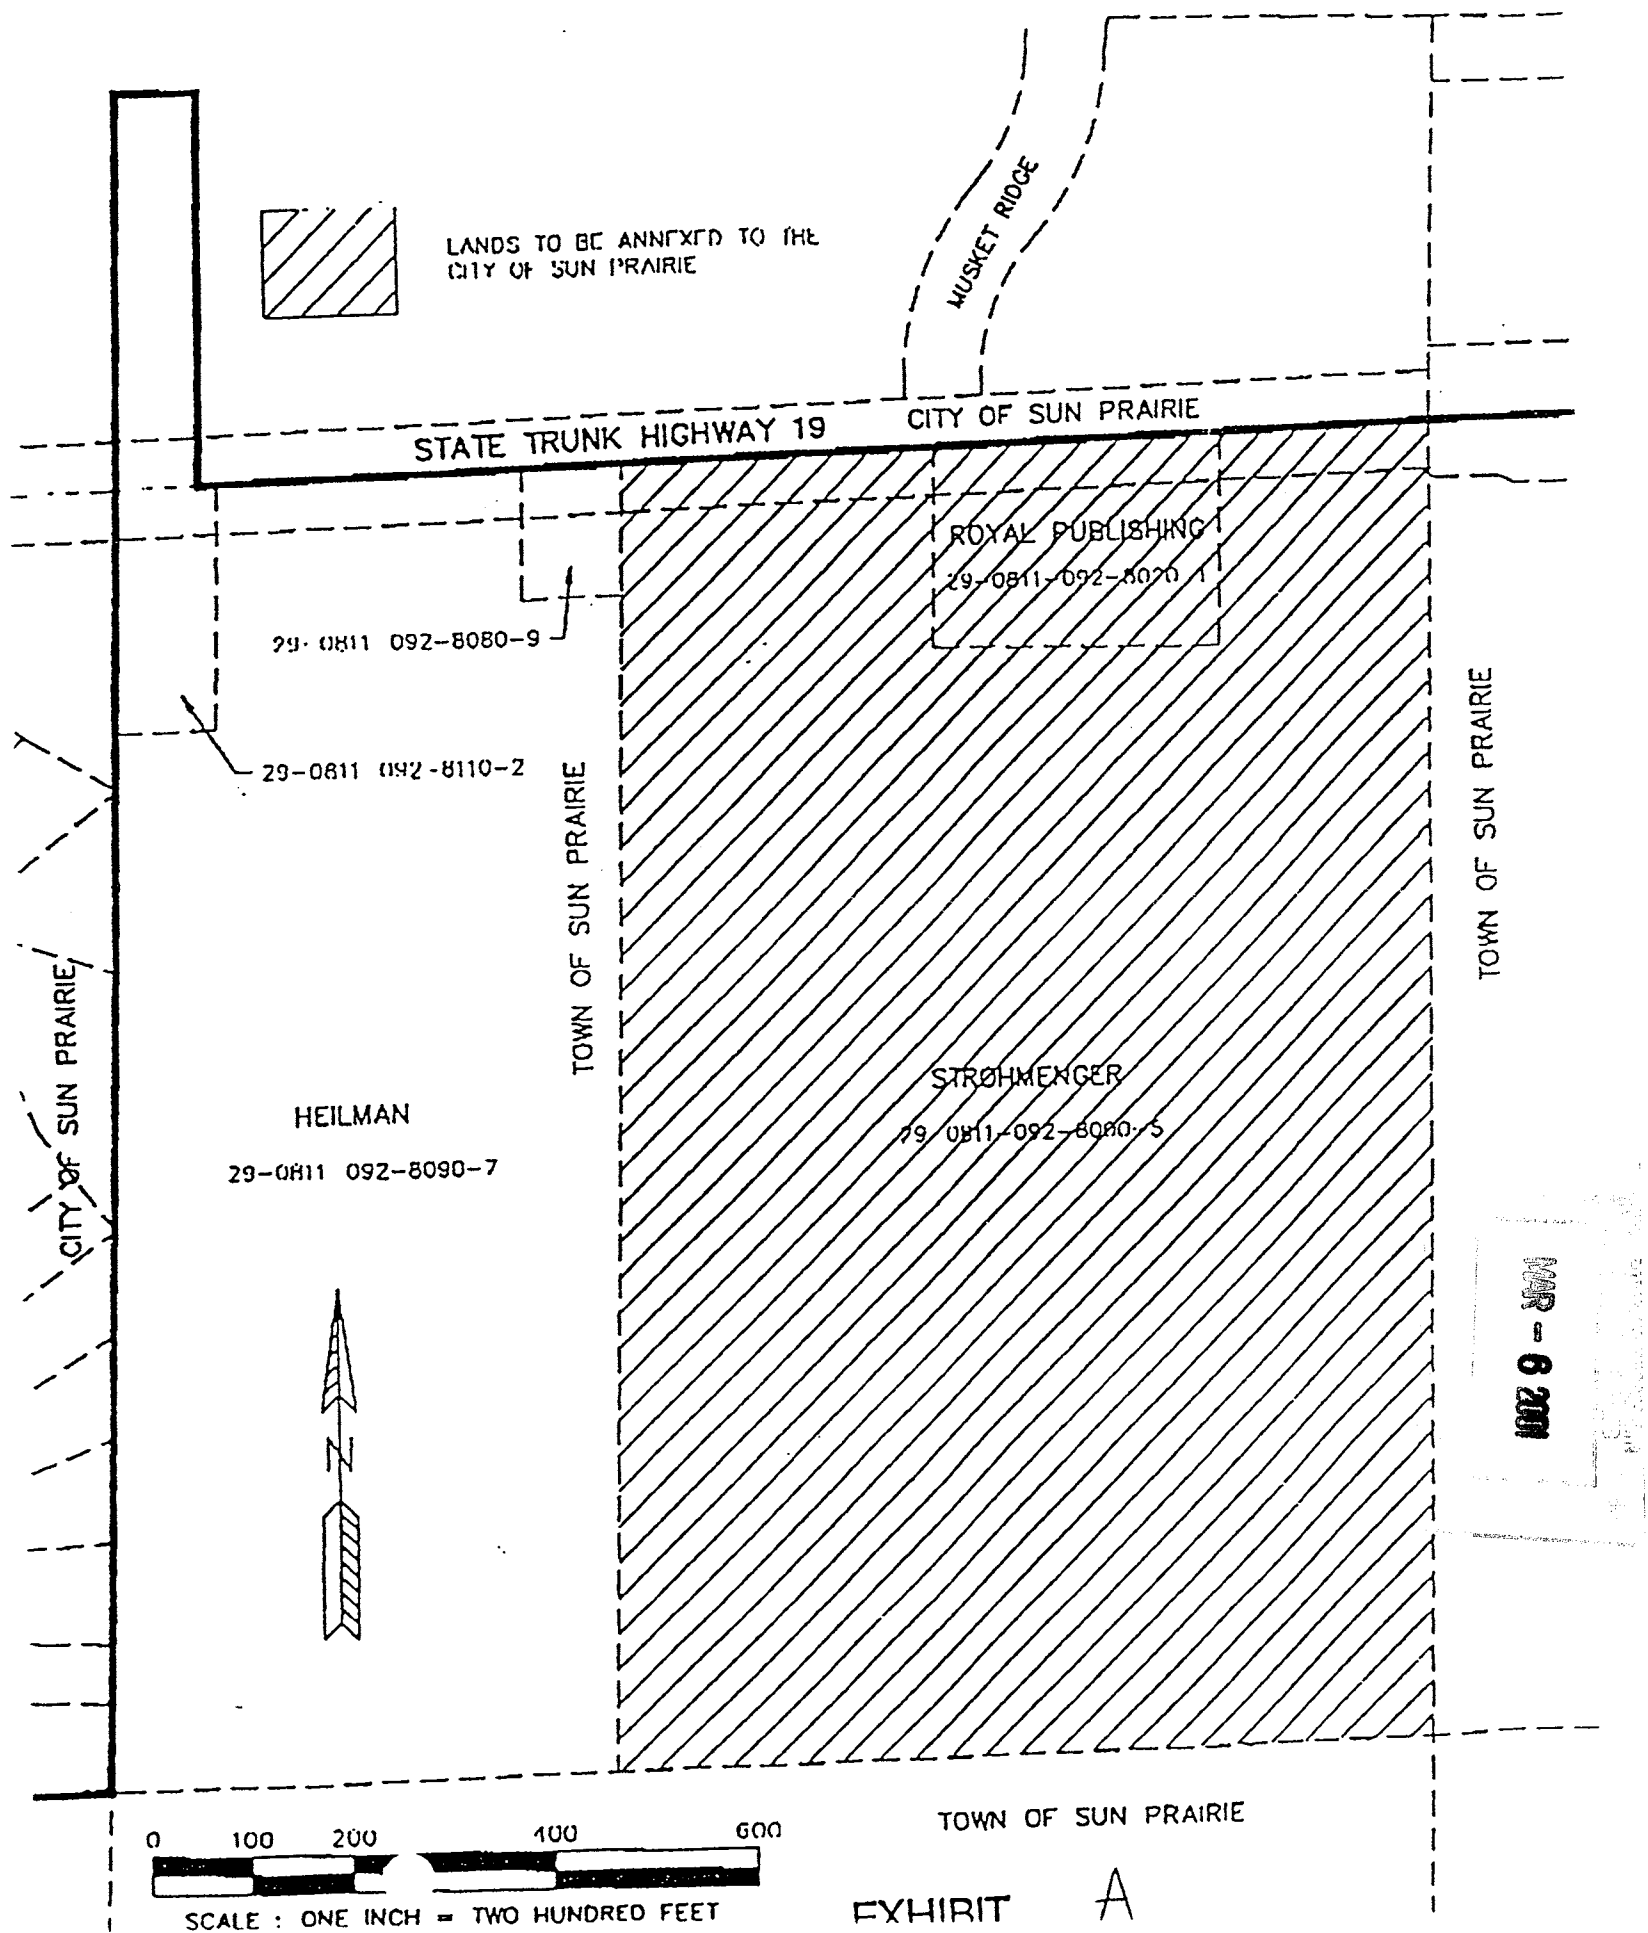 MUSKET RIDGE
LANDS TO BE ANNEXED TO THE
CITY OF SUN PRAIRIE
STATE TRUNK HIGHWAY 19
CITY OF SUN PRAIRIE
ROYAL PUBLISHING
29-0811-092-8020 1
29-0811 092-8080-9
29-0811 092-8110-2
TOWN OF SUN PRAIRIE
TOWN OF SUN PRAIRIE
CITY OF SUN PRAIRIE
STROHMENGER
29 0811-092-8000-5
HEILMAN
29-0811 092-8090-7
MAR - 6 2001
N
TOWN OF SUN PRAIRIE
0 100 200 400 600
SCALE : ONE INCH = TWO HUNDRED FEET
EXHIBIT A